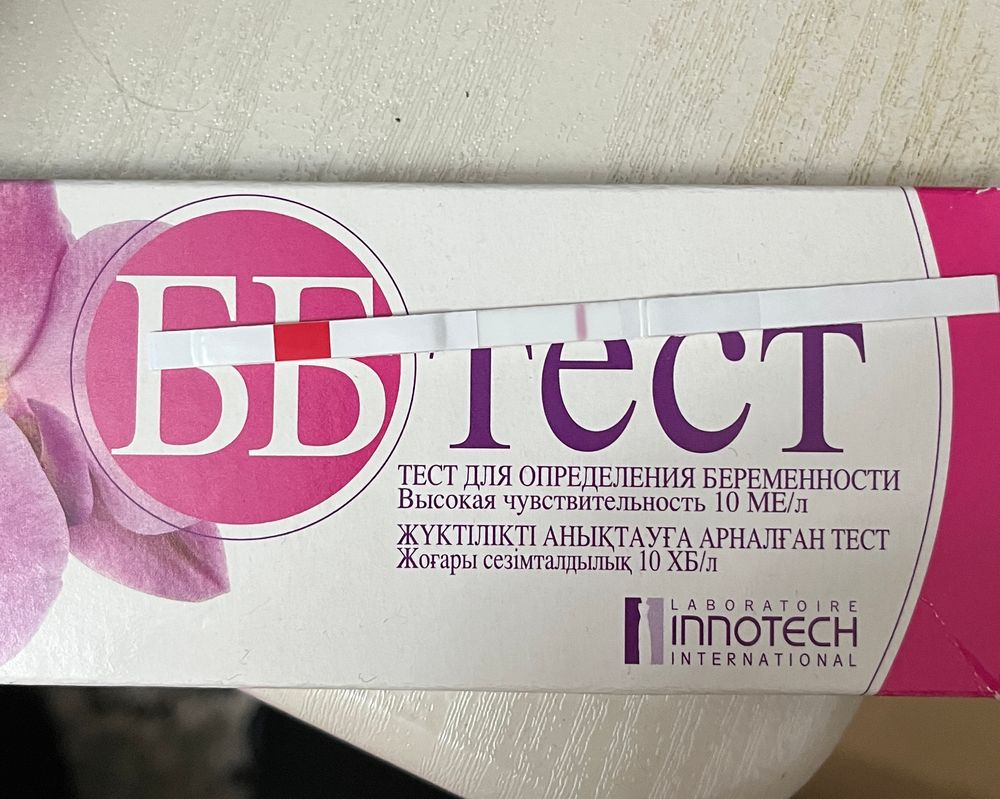 ББ тест
ТЕСТ ДЛЯ ОПРЕДЕЛЕНИЯ БЕРЕМЕННОСТИ
Высокая чувствительность 10 МЕ/л
ЖҮКТІЛІКТІ АНЫҚТАУҒА АРНАЛҒАН ТЕСТ
Жоғары сезімталдылық 10 ХБ/л
LABORATOIRE
INNOTECH
INTERNATIONAL